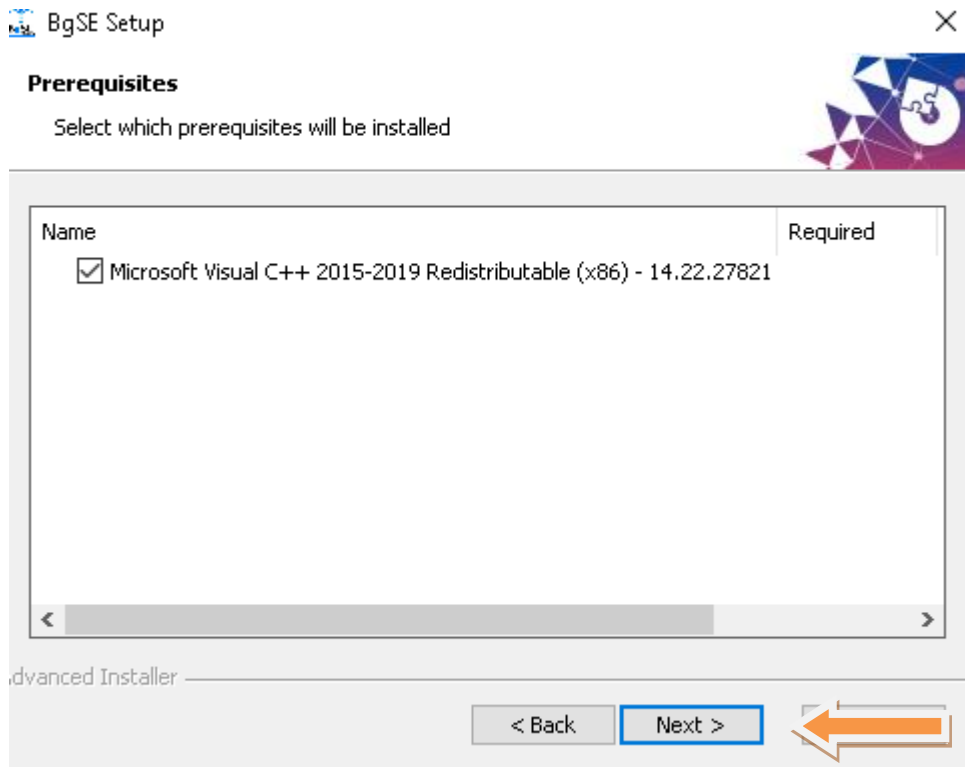 BgSE Setup
Prerequisites
Select which prerequisites will be installed
Name Required
Microsoft Visual C++ 2015-2019 Redistributable (x86) - 14.22.27821
dvanced Installer
< Back Next >